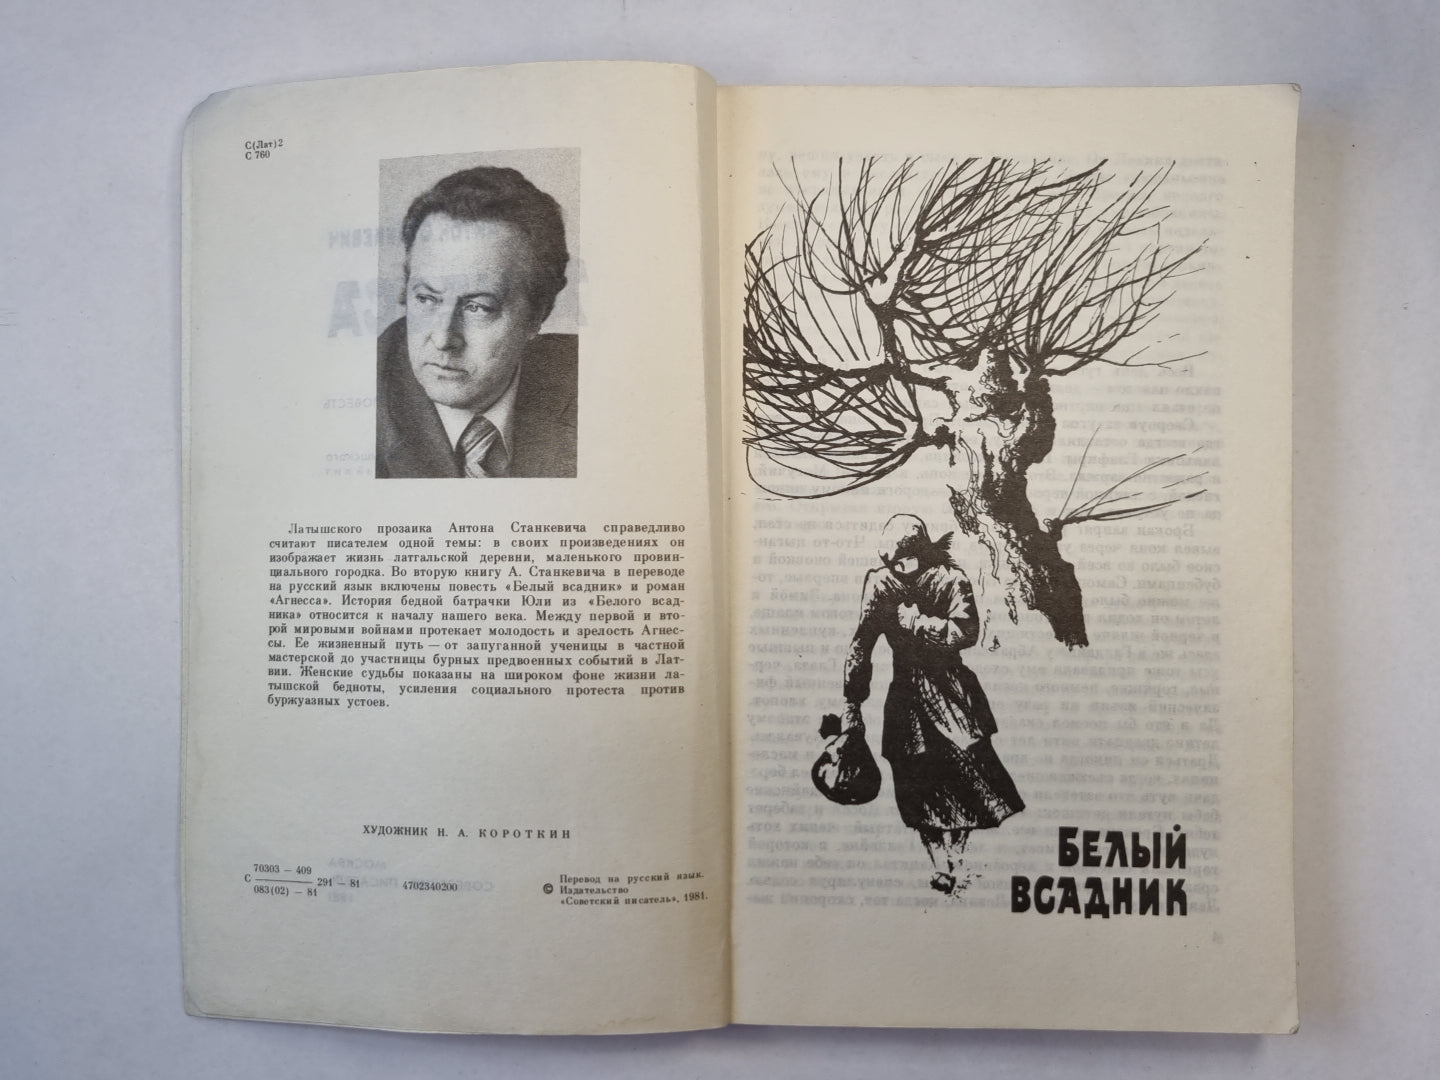 С(Лат)2
С 760
Латышского прозаика Антона Станкевича справедливо
считают писателем одной темы: в своих произведениях он
изображает жизнь латгальской деревни, маленького провин-
циального городка. Во вторую книгу А. Станкевича в переводе
на русский язык включены повесть «Белый всадник» и роман
«Агнесса». История бедной батрачки Юли из «Белого всад-
ника» относится к началу нашего века. Между первой и вто-
рой мировыми войнами протекает молодость и зрелость Агнес-
сы. Ее жизненный путь — от запуганной ученицы в частной
мастерской до участницы бурных предвоенных событий в Лат-
вии. Женские судьбы показаны на широком фоне жизни ла-
тышской бедноты, усиления социального протеста против
буржуазных устоев.
ХУДОЖНИК Н. А. КОРОТКИН
С 70303 — 409
083(02) — 81 291 — 81 4702340200
© Перевод на русский язык.
Издательство
«Советский писатель», 1981.
БЕЛЫЙ
ВСАДНИК